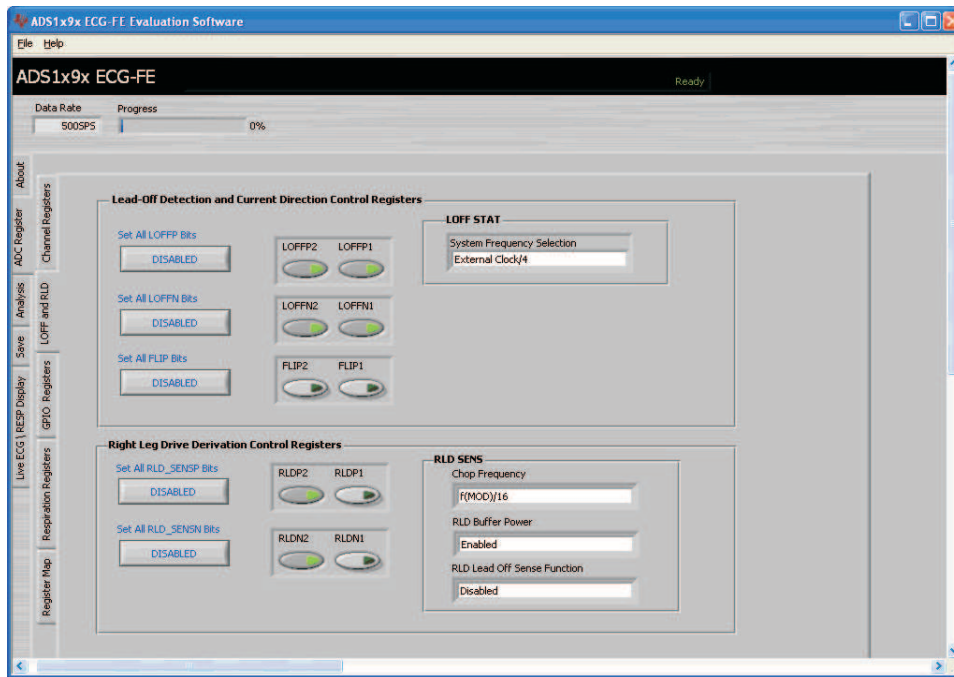 ADS1x9x ECG-FE Evaluation Software
File Help
ADS1x9x ECG-FE
Ready
Data Rate
Progress
500SPS
0%
About
ADC Register
Analysis
Save
Live ECG \ RESP Display
Channel Registers
LOFF and RLD
GPIO Registers
Respiration Registers
Register Map
Lead-Off Detection and Current Direction Control Registers
Set All LOFFP Bits
DISABLED
LOFFP2 LOFFP1
LOFF STAT
System Frequency Selection
External Clock/4
Set All LOFFN Bits
DISABLED
LOFFN2 LOFFN1
Set All FLIP Bits
DISABLED
FLIP2 FLIP1
Right Leg Drive Derivation Control Registers
Set All RLD_SENSP Bits
DISABLED
RLDP2 RLDP1
Set All RLD_SENSN Bits
DISABLED
RLDN2 RLDN1
RLD SENS
Chop Frequency
f(MOD)/16
RLD Buffer Power
Enabled
RLD Lead Off Sense Function
Disabled